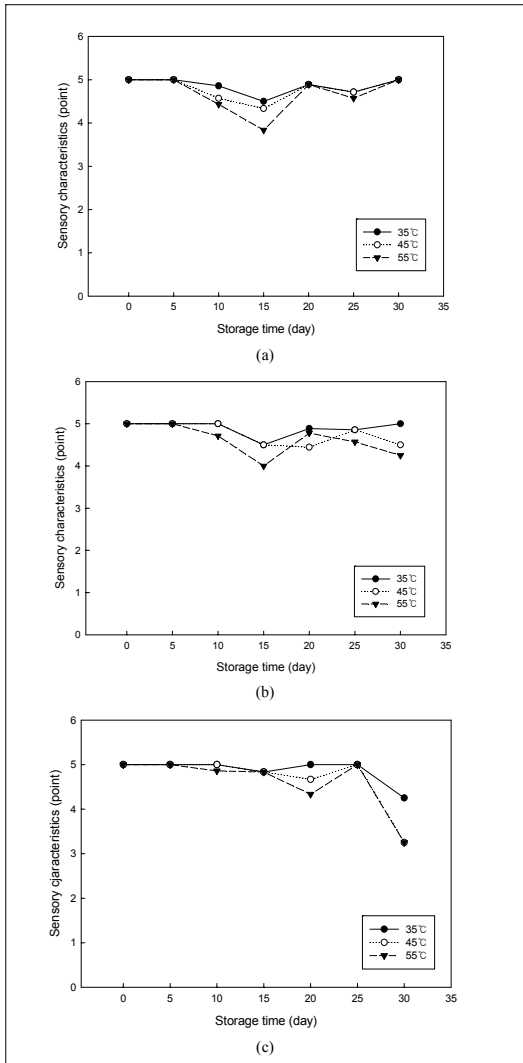 6
5
4
3
2
1
0
Sensory characteristics (point)
35℃
45℃
55℃
0 5 10 15 20 25 30 35
Storage time (day)
(a)
6
5
4
3
2
1
0
Sensory characteristics (point)
35℃
45℃
55℃
0 5 10 15 20 25 30 35
Storage time (day)
(b)
6
5
4
3
2
1
0
Sensory cjaracteristics (point)
35℃
45℃
55℃
0 5 10 15 20 25 30 35
Storage time (day)
(c)